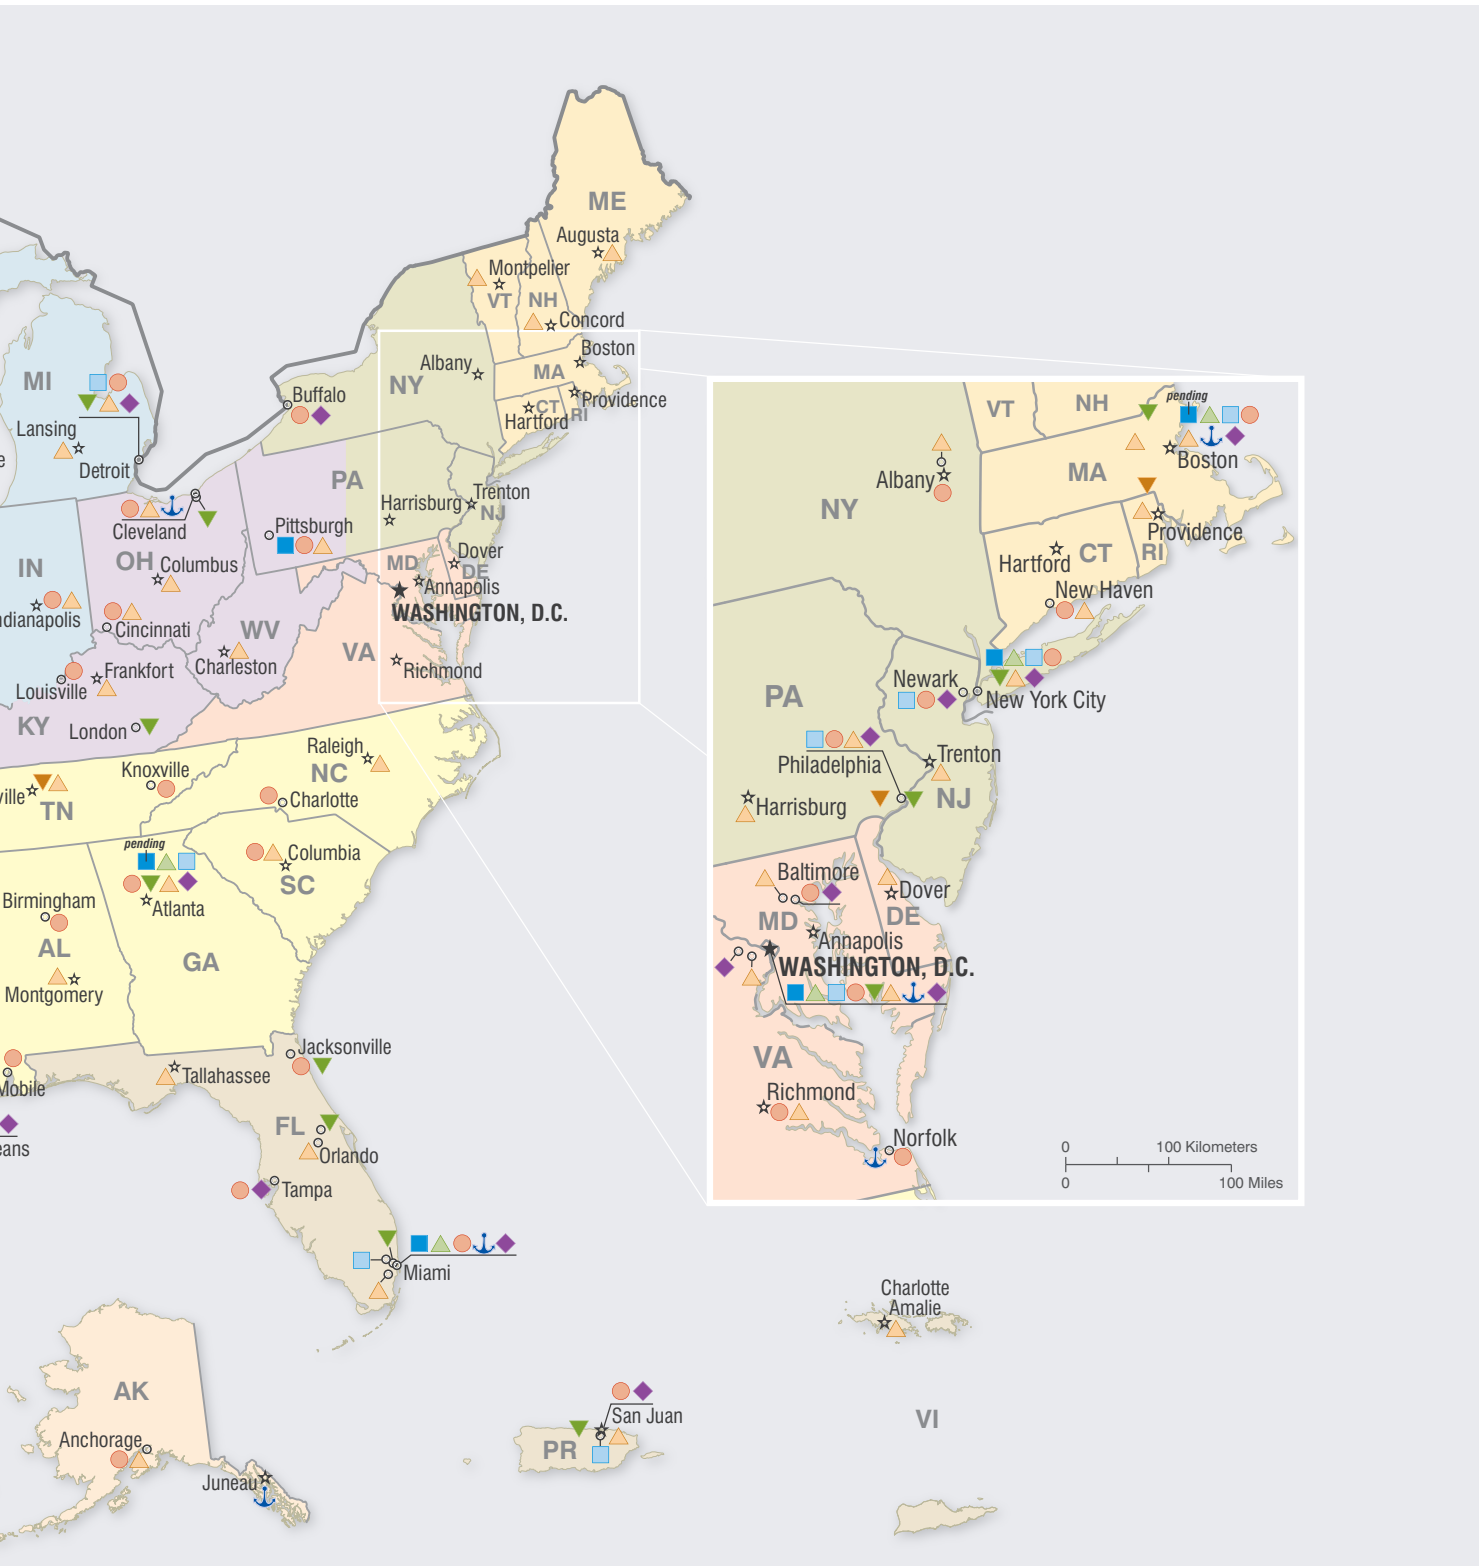 ME
Augusta
Montpelier
VT
NH
Concord
Boston
Albany
MA
NY
Providence
CT
RI
Hartford
MI
Buffalo
Lansing
Detroit
PA
Harrisburg
Trenton
NJ
Cleveland
Pittsburgh
OH
Columbus
IN
MD
Dover
DE
Annapolis
WASHINGTON, D.C.
Cincinnati
WV
VA
Charleston
Richmond
Frankfort
Louisville
KY
London
Raleigh
NC
Knoxville
Charlotte
TN
pending
Columbia
SC
Atlanta
Birmingham
AL
GA
Montgomery
Jacksonville
Tallahassee
Mobile
FL
Orlando
Tampa
Miami
AK
Anchorage
Juneau
San Juan
PR
Charlotte
Amalie
VI
VT
NH
pending
Boston
MA
Albany
NY
Providence
Hartford
CT
RI
New Haven
PA
Newark
New York City
Philadelphia
Trenton
Harrisburg
NJ
Baltimore
Dover
MD
DE
Annapolis
WASHINGTON, D.C.
VA
Richmond
Norfolk
0 100 Kilometers
0 100 Miles